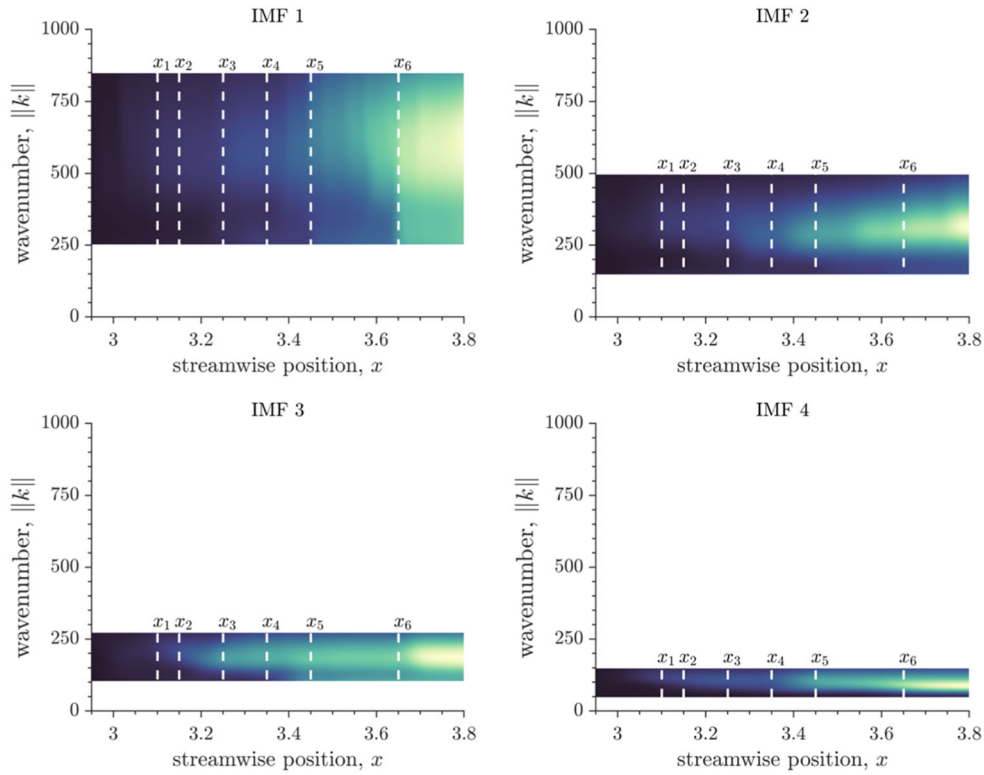 IMF 1
1000
750
500
250
0
wavenumber, ‖k‖
x₁ x₂ x₃ x₄ x₅ x₆
3 3.2 3.4 3.6 3.8
streamwise position, x
IMF 2
1000
750
500
250
0
wavenumber, ‖k‖
x₁ x₂ x₃ x₄ x₅ x₆
3 3.2 3.4 3.6 3.8
streamwise position, x
IMF 3
1000
750
500
250
0
wavenumber, ‖k‖
x₁ x₂ x₃ x₄ x₅ x₆
3 3.2 3.4 3.6 3.8
streamwise position, x
IMF 4
1000
750
500
250
0
wavenumber, ‖k‖
x₁ x₂ x₃ x₄ x₅ x₆
3 3.2 3.4 3.6 3.8
streamwise position, x